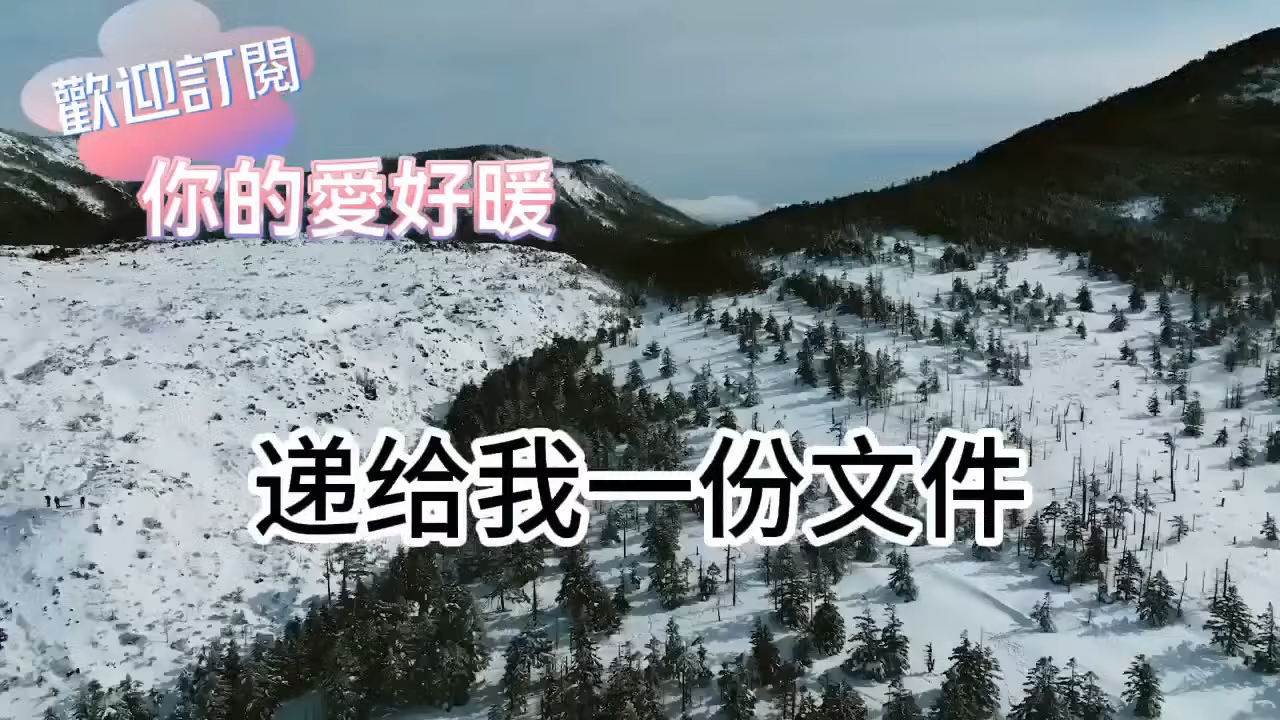 歡迎訂閱
你的愛好暖
递给我一份文件